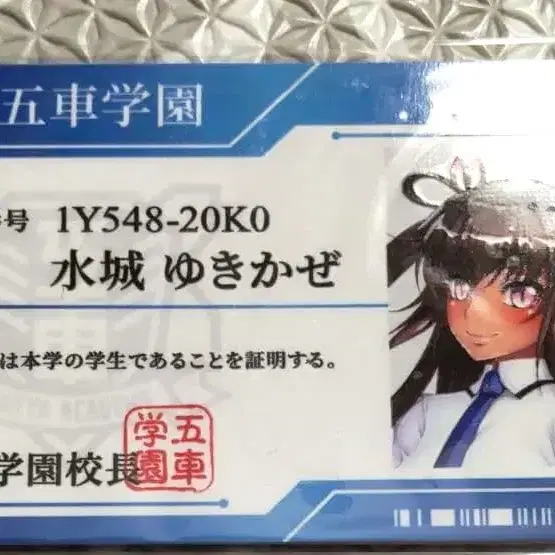 五車学園
号 1Y548-20K0
水城 ゆきかぜ
は本学の学生であることを証明する。
学園校長
五車
学園